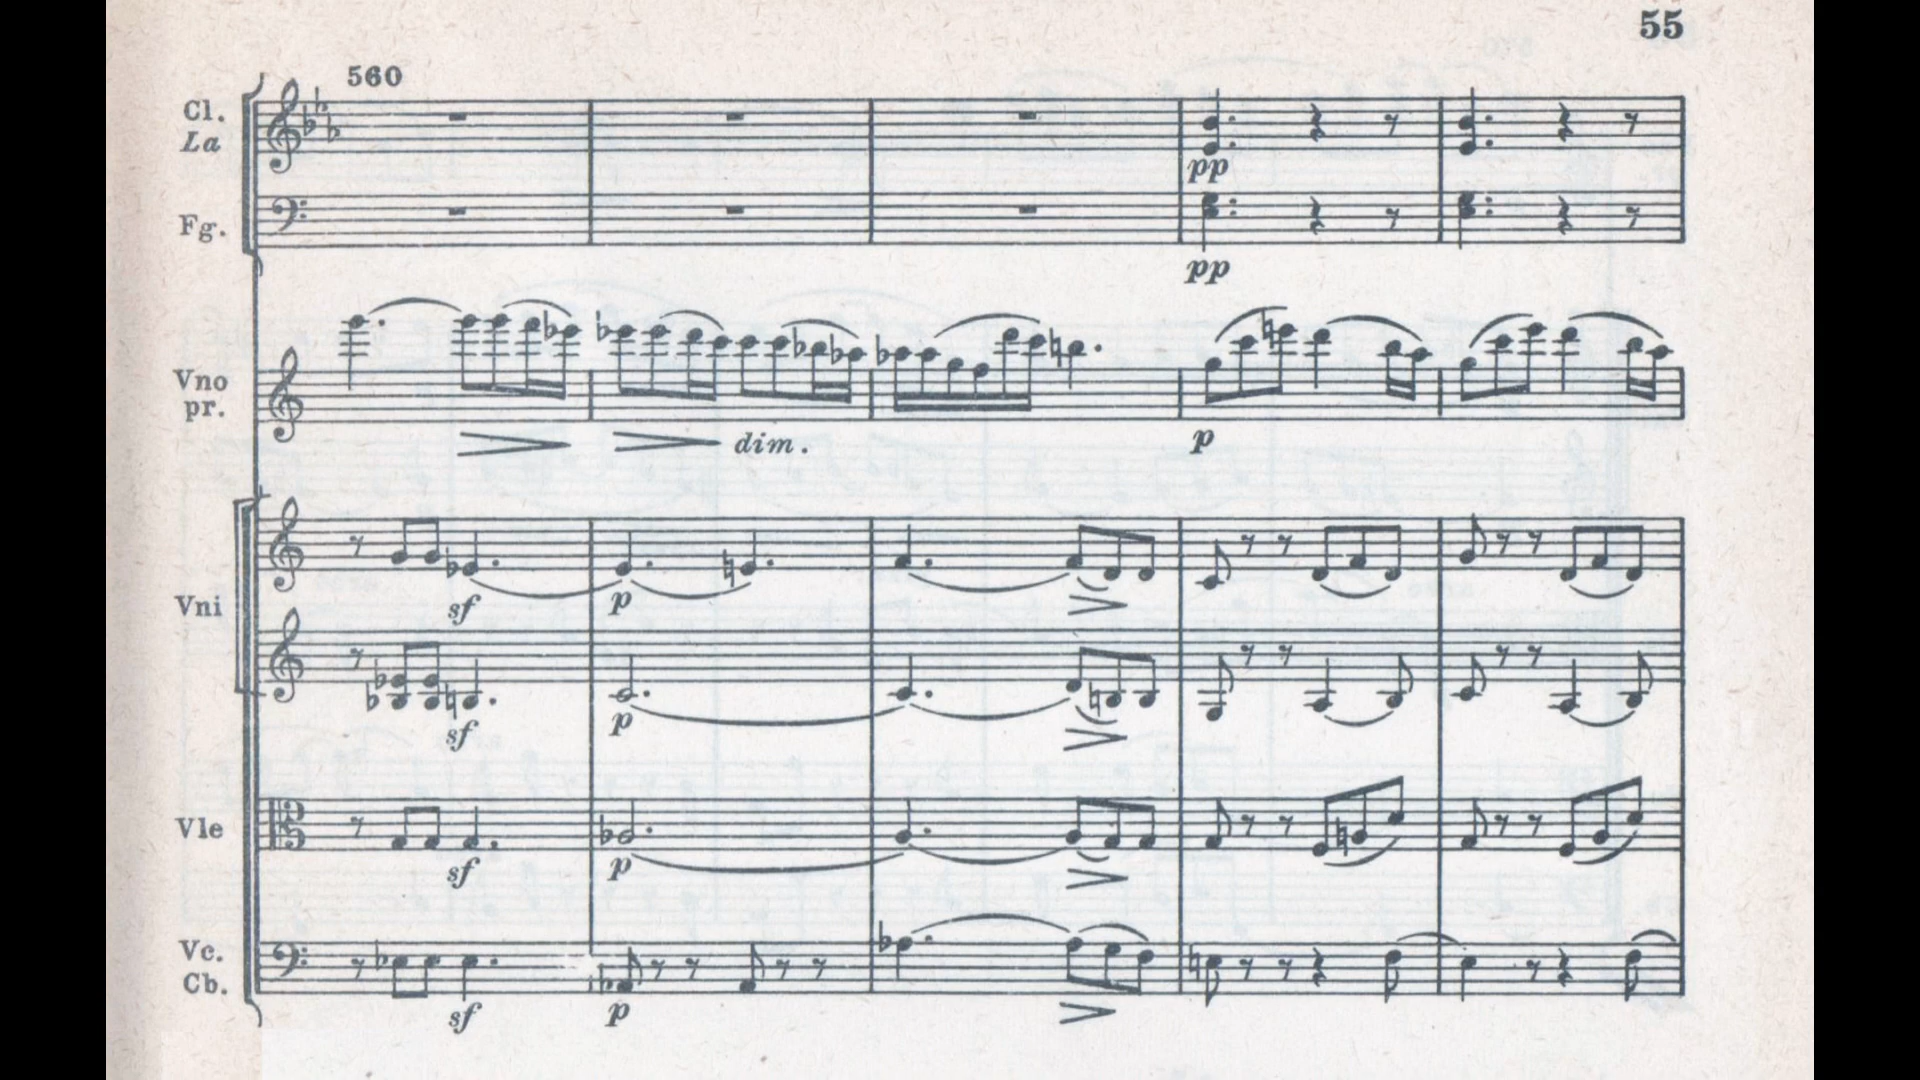 55
560
Cl.
La
pp
Fg.
pp
Vno
pr.
dim.
p
Vni
sf
p
sf
p
Vle
sf
p
Vc.
Cb.
sf
p